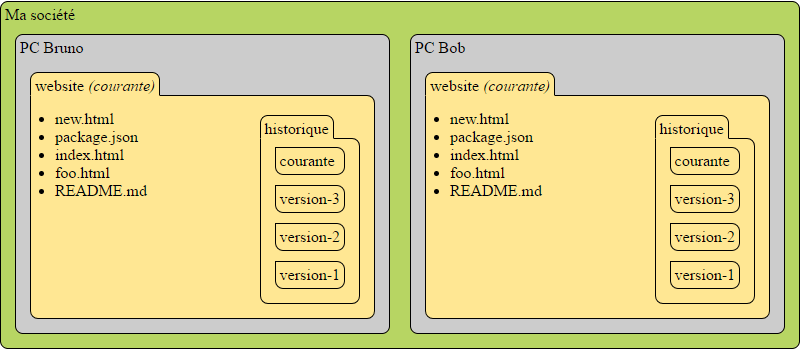 Ma société
PC Bruno
website (courante)
new.html
package.json
index.html
foo.html
README.md
historique
courante
version-3
version-2
version-1
PC Bob
website (courante)
new.html
package.json
index.html
foo.html
README.md
historique
courante
version-3
version-2
version-1